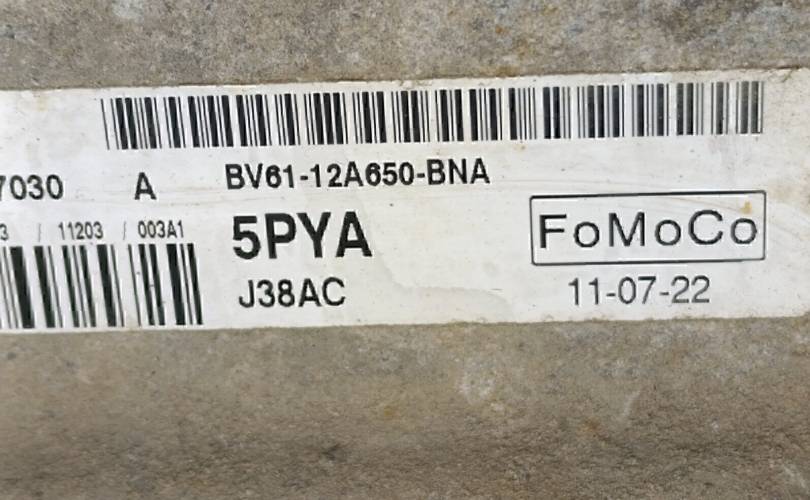 7030 A BV61-12A650-BNA
3 / 11203 / 003A1
5PYA
FoMoCo
J38AC
11-07-22